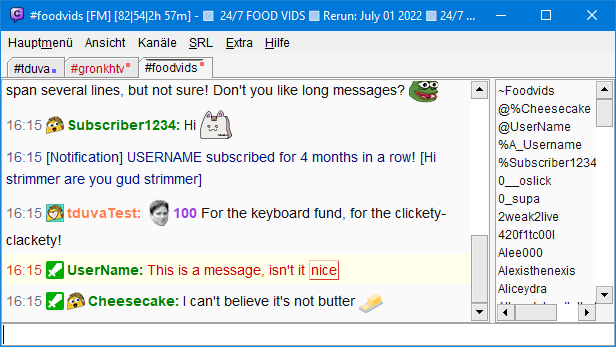 #foodvids [FM] [82|54|2h 57m] - 24/7 FOOD VIDS Rerun: July 01 2022 24/7 ...
Hauptmenü Ansicht Kanäle SRL Extra Hilfe
#tduva #gronkhtv #foodvids
span several lines, but not sure! Don't you like long messages?
16:15 Subscriber1234: Hi
16:15 [Notification] USERNAME subscribed for 4 months in a row! [Hi
strimmer are you gud strimmer]
16:15 tduvaTest: 100 For the keyboard fund, for the clickety-
clackety!
16:15 UserName: This is a message, isn't it nice
16:15 Cheesecake: I can't believe it's not butter
~Foodvids
@%Cheesecake
@UserName
%A_Username
%Subscriber1234
0__oslick
0_supa
2weak2live
420f1tc00l
Alee000
Alexisthenexis
Aliceydra